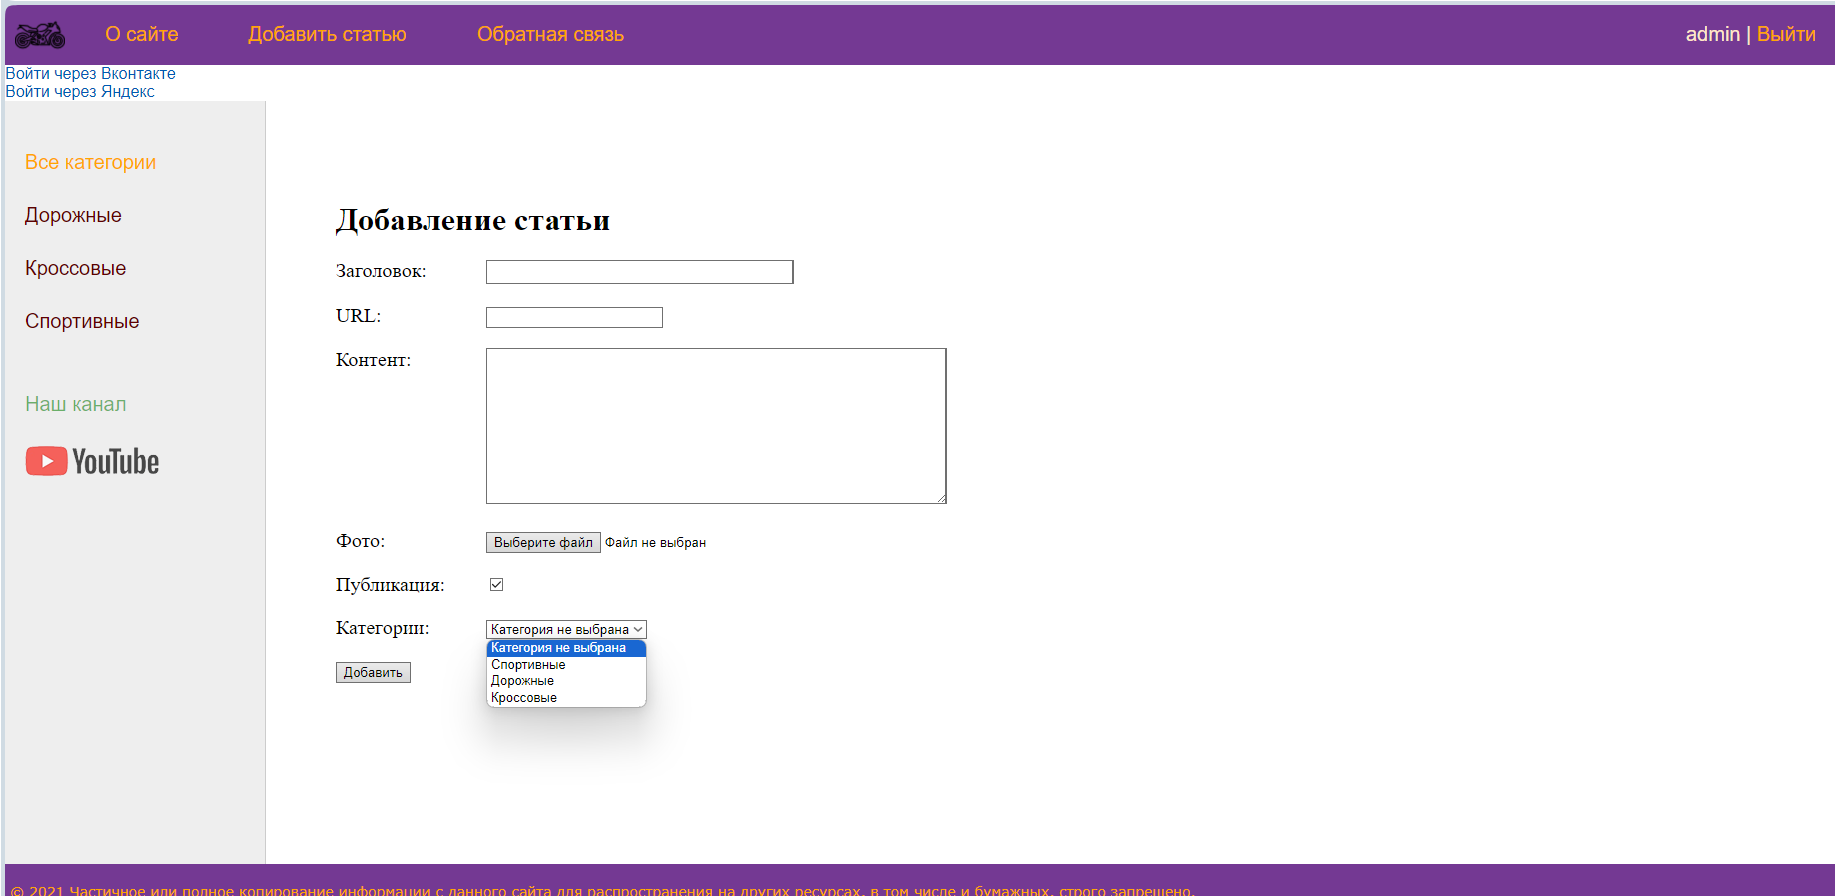 О сайте Добавить статью Обратная связь admin | Выйти
Войти через Вконтакте
Войти через Яндекс
Все категории
Дорожные
Кроссовые
Спортивные
Наш канал
YouTube
Добавление статьи
Заголовок:
URL:
Контент:
Фото: Выберите файл Файл не выбран
Публикация:
Категории: Категория не выбрана
Категория не выбрана
Спортивные
Дорожные
Кроссовые
Добавить
© 2021 Частичное или полное копирование информации с данного сайта для распространения на других ресурсах, в том числе и бумажных, строго запрещено.